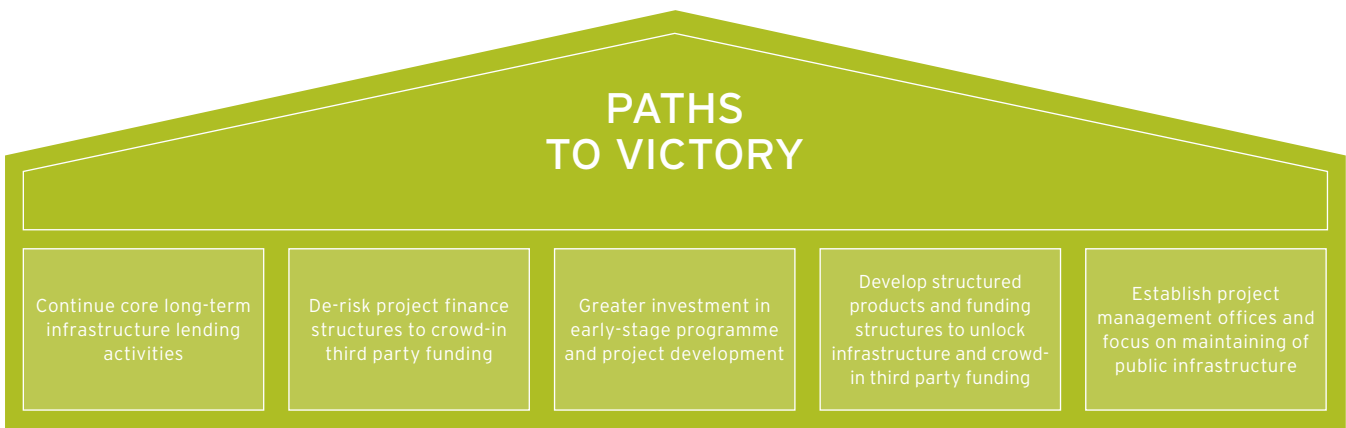 PATHS
TO VICTORY
Continue core long-term
infrastructure lending
activities
De-risk project finance
structures to crowd-in
third party funding
Greater investment in
early-stage programme
and project development
Develop structured
products and funding
structures to unlock
infrastructure and crowd-
in third party funding
Establish project
management offices and
focus on maintaining of
public infrastructure